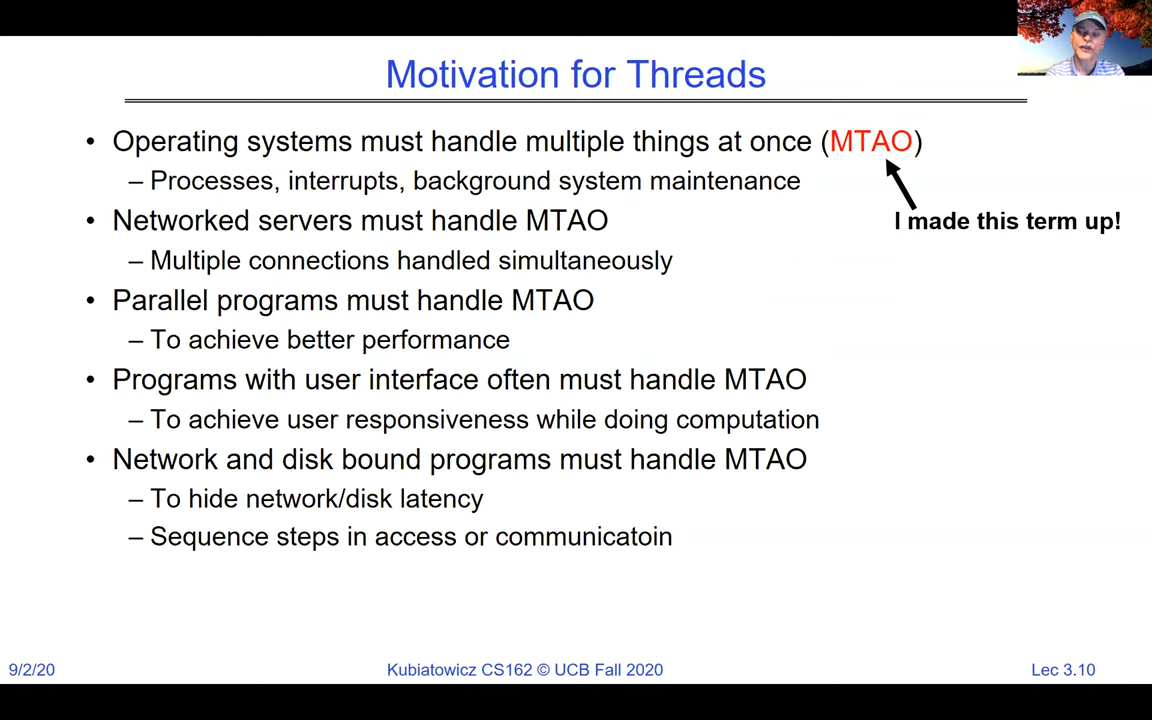 Motivation for Threads
• Operating systems must handle multiple things at once (MTAO)
– Processes, interrupts, background system maintenance
I made this term up!
• Networked servers must handle MTAO
– Multiple connections handled simultaneously
• Parallel programs must handle MTAO
– To achieve better performance
• Programs with user interface often must handle MTAO
– To achieve user responsiveness while doing computation
• Network and disk bound programs must handle MTAO
– To hide network/disk latency
– Sequence steps in access or communicatoin
9/2/20
Kubiatowicz CS162 © UCB Fall 2020
Lec 3.10